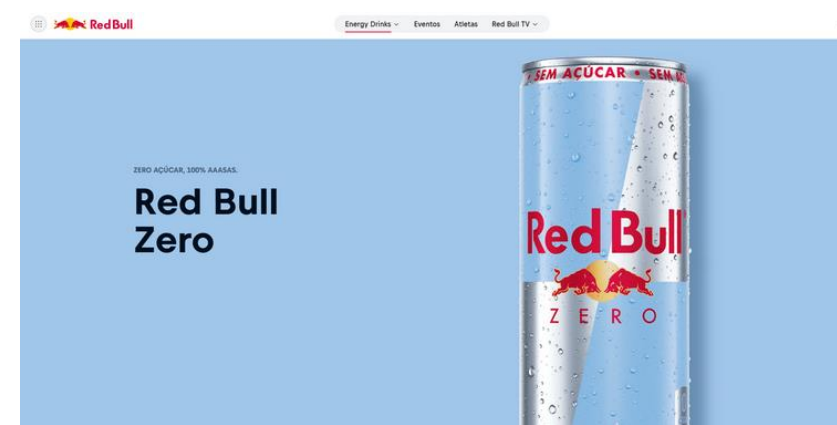 Red Bull
Energy Drinks
Eventos
Atletas
Red Bull TV
ZERO AÇÚCAR, 100% AAASAS.
Red Bull
Zero
• SEM AÇÚCAR • SEM
Red Bull
ZERO